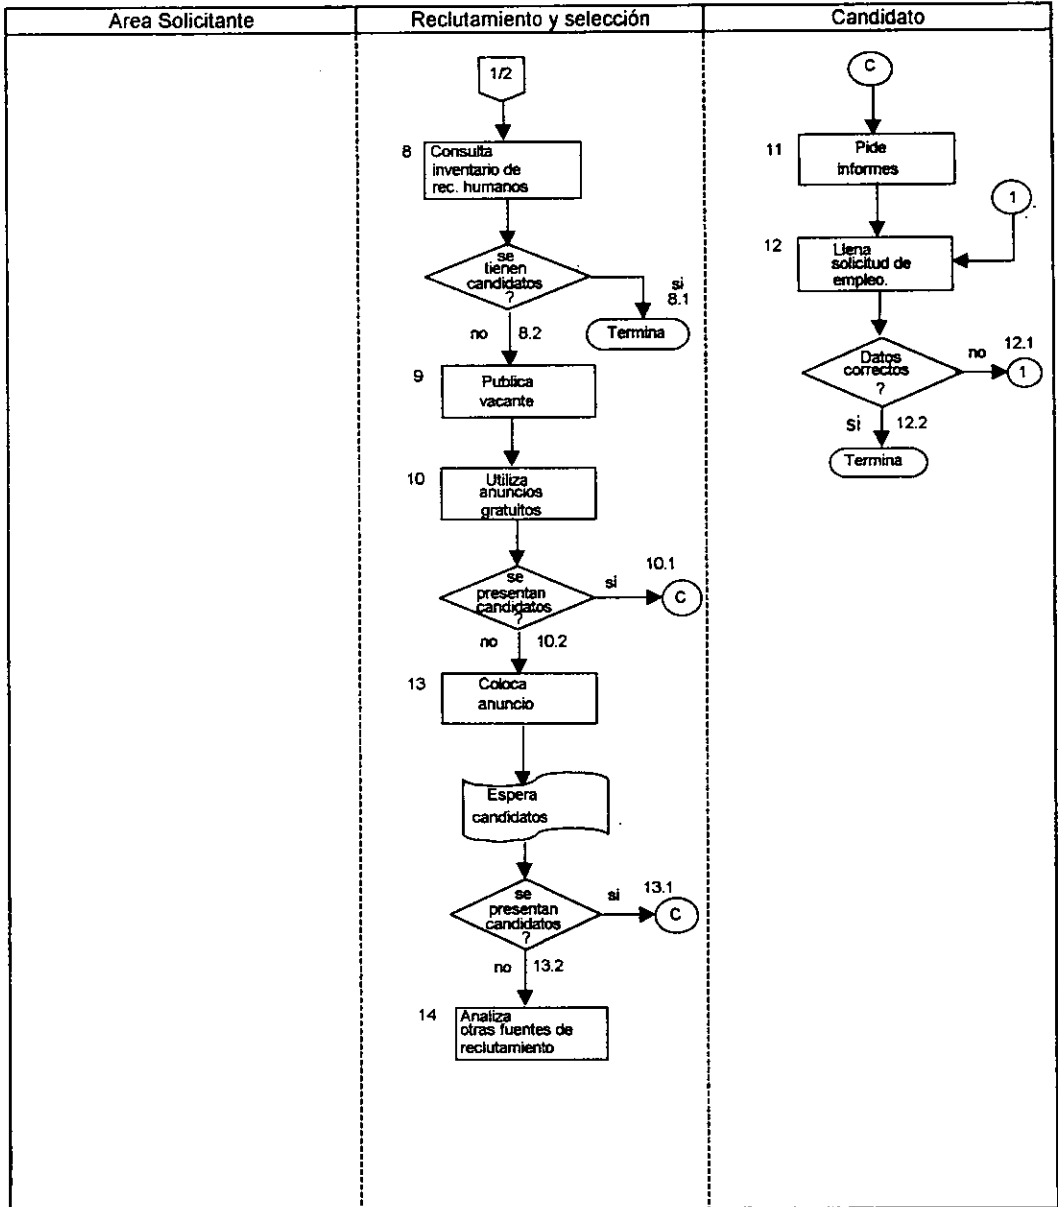 Area Solicitante
Reclutamiento y selección
Candidato
1/2
8
Consulta
inventario de
rec. humanos
se
tienen
candidatos
?
si
8.1
Termina
no
8.2
9
Publica
vacante
10
Utiliza
anuncios
gratuitos
se
presentan
candidatos
?
si
10.1
C
no
10.2
13
Coloca
anuncio
Espera
candidatos
se
presentan
candidatos
?
si
13.1
C
no
13.2
14
Analiza
otras fuentes de
reclutamiento
C
11
Pide
informes
1
12
Llena
solicitud de
empleo.
Datos
correctos
?
no
12.1
1
si
12.2
Termina